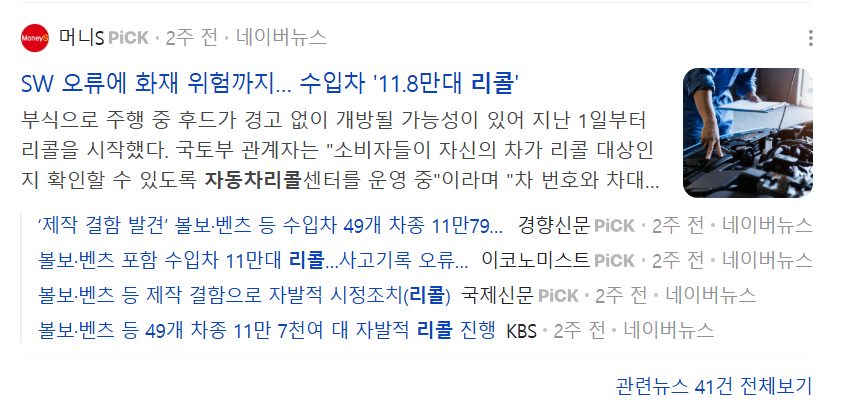 MoneyS 머니S PiCK · 2주 전 · 네이버뉴스
SW 오류에 화재 위험까지... 수입차 '11.8만대 리콜'
부식으로 주행 중 후드가 경고 없이 개방될 가능성이 있어 지난 1일부터
리콜을 시작했다. 국토부 관계자는 "소비자들이 자신의 차가 리콜 대상인
지 확인할 수 있도록 자동차리콜센터를 운영 중"이라며 "차 번호와 차대...
‘제작 결함 발견’ 볼보·벤츠 등 수입차 49개 차종 11만79... 경향신문 PiCK · 2주 전 · 네이버뉴스
볼보·벤츠 포함 수입차 11만대 리콜...사고기록 오류... 이코노미스트 PiCK · 2주 전 · 네이버뉴스
볼보·벤츠 등 제작 결함으로 자발적 시정조치(리콜) 국제신문 PiCK · 2주 전 · 네이버뉴스
볼보·벤츠 등 49개 차종 11만 7천여 대 자발적 리콜 진행 KBS · 2주 전 · 네이버뉴스
관련뉴스 41건 전체보기